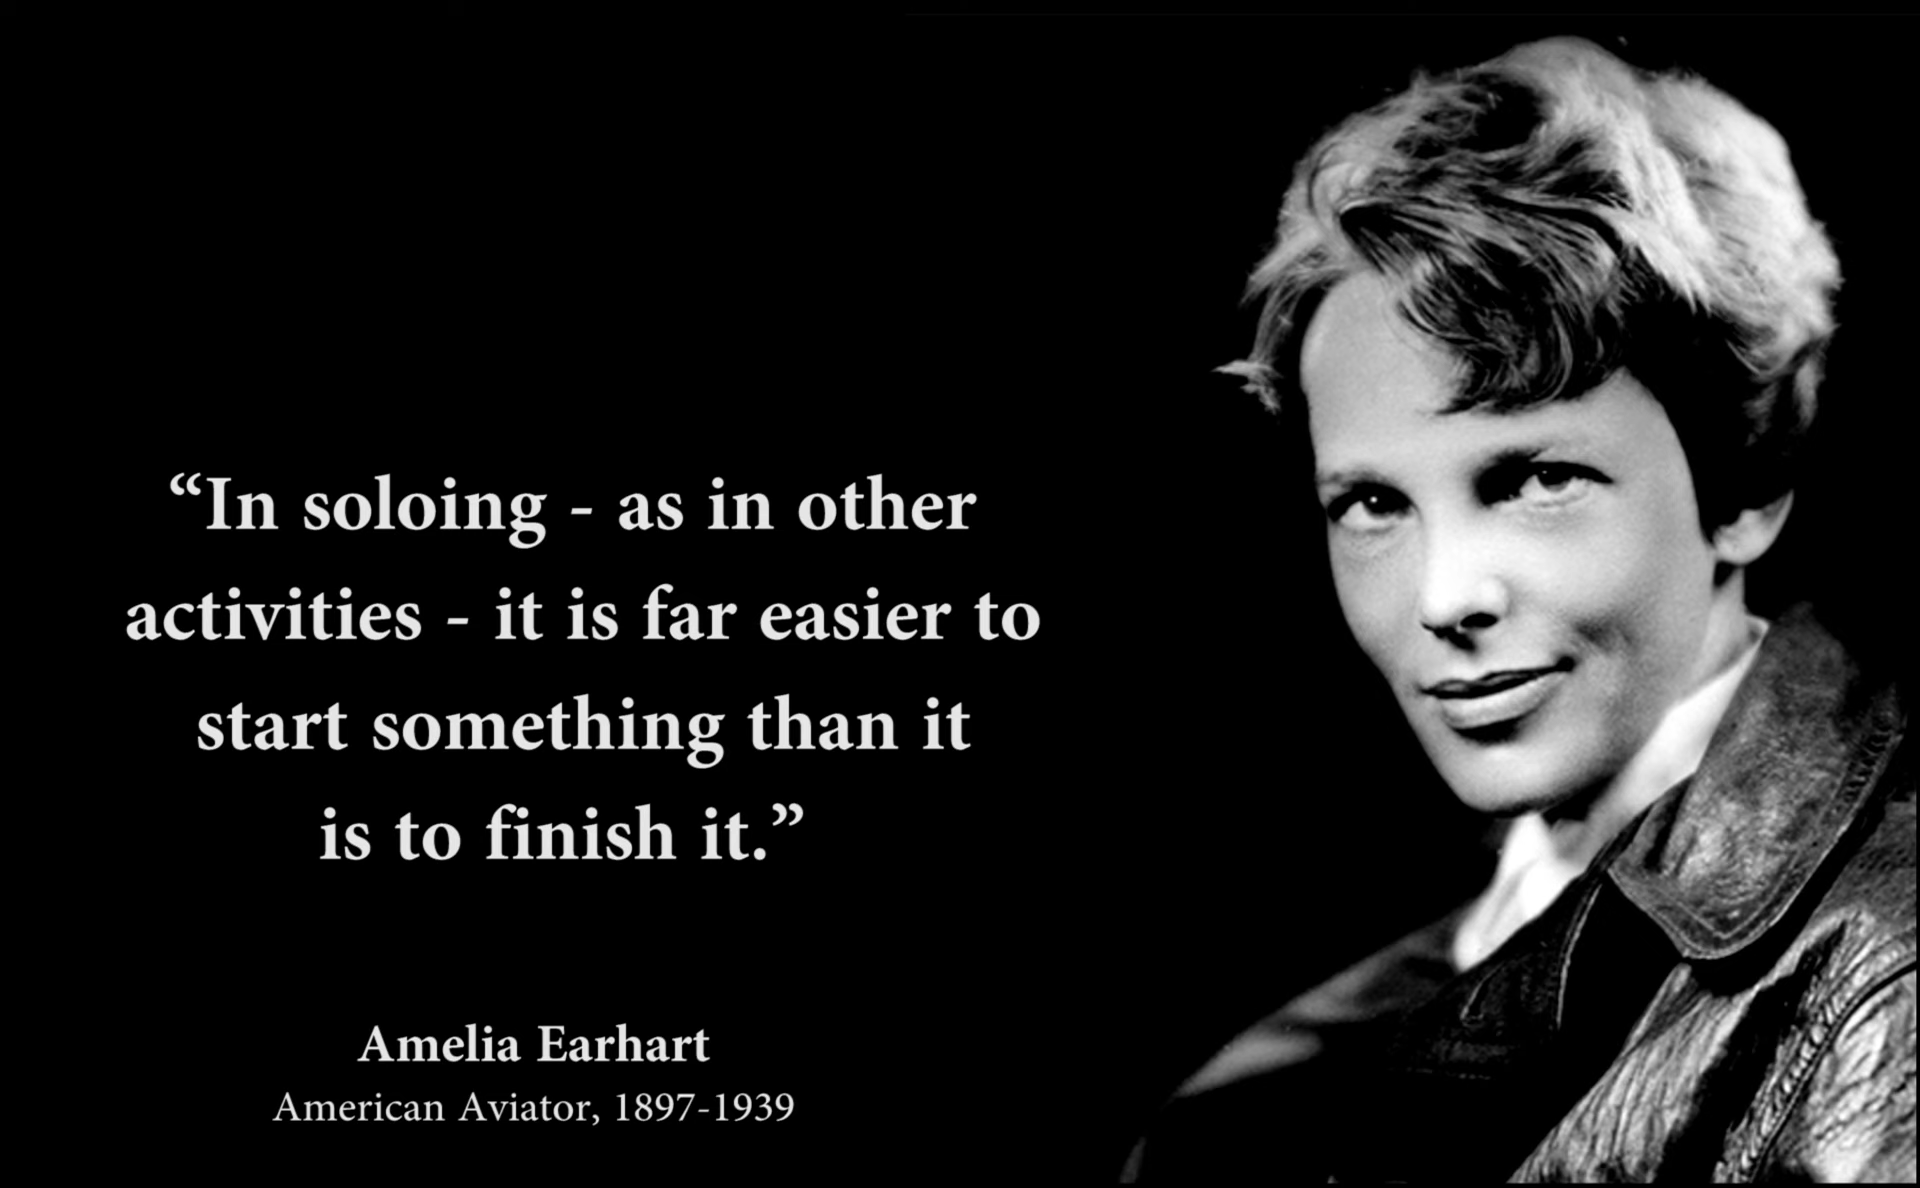 “In soloing - as in other
activities - it is far easier to
start something than it
is to finish it.”
Amelia Earhart
American Aviator, 1897-1939